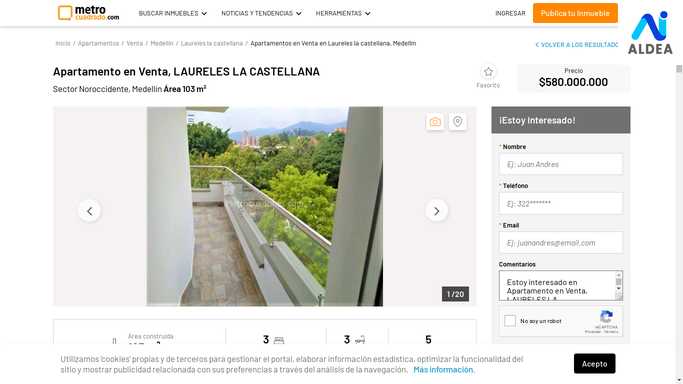 metro
cuadrado.com
BUSCAR INMUEBLES
NOTICIAS Y TENDENCIAS
HERRAMIENTAS
INGRESAR
Publica tu inmueble
ALDEA
Inicio / Apartamentos / Venta / Medellín / Laureles la castellana / Apartamentos en Venta en Laureles la castellana, Medellín
< VOLVER A LOS RESULTADO
Apartamento en Venta, LAURELES LA CASTELLANA
Sector Noroccidente, Medellín Área 103 m²
Favorito
Precio
$580.000.000
1 / 20
¡Estoy interesado!
* Nombre
Ej: Juan Andres
* Teléfono
Ej: 322*******
* Email
Ej: juanandres@email.com
Comentarios
Estoy interesado en
Apartamento en Venta,
LAURELES LA
No soy un robot
reCAPTCHA
Privacidad - Términos
Área construida
3
3
5
Utilizamos 'cookies' propias y de terceros para gestionar el portal, elaborar información estadística, optimizar la funcionalidad del
sitio y mostrar publicidad relacionada con sus preferencias a través del análisis de la navegación. Más información.
Acepto